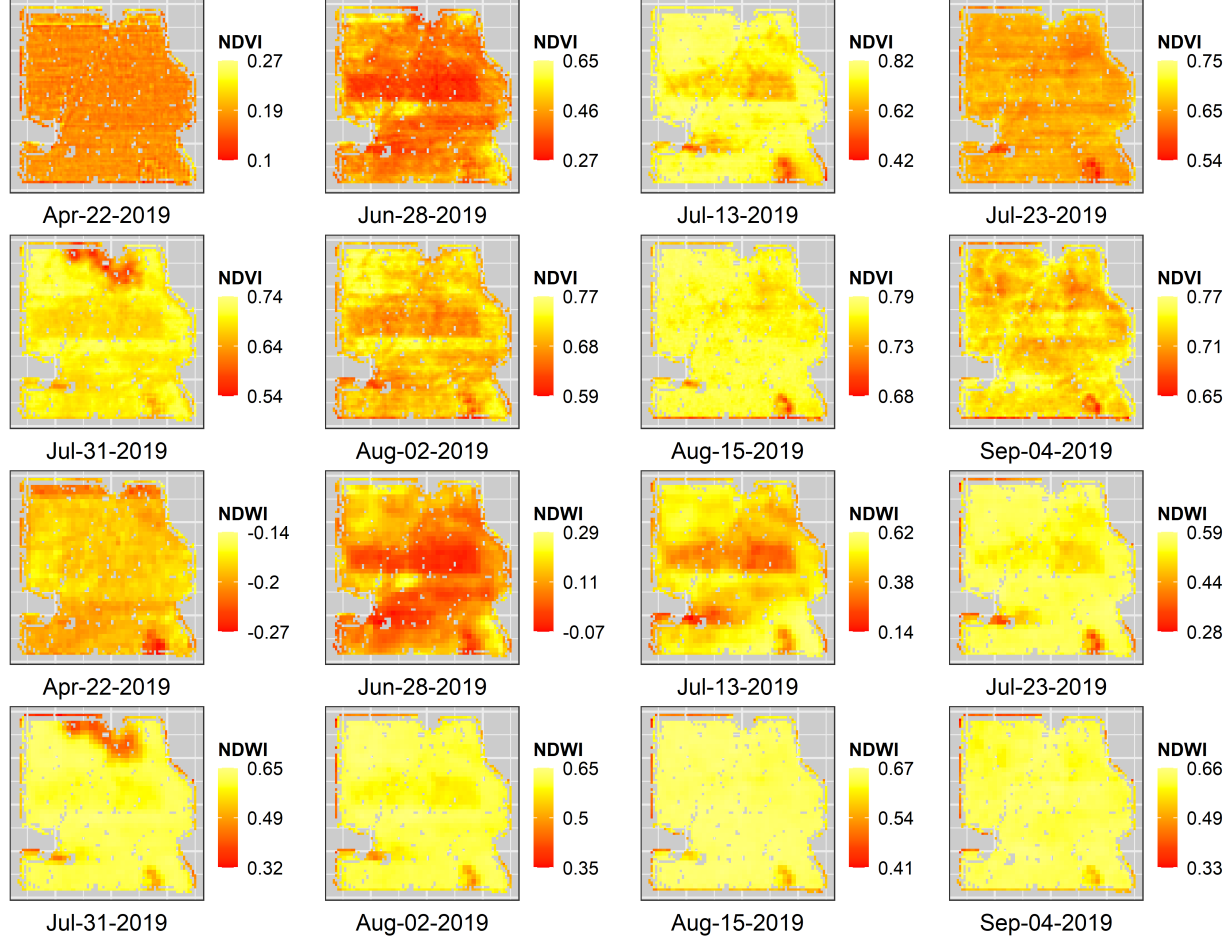 NDVI
0.27
0.19
0.1
Apr-22-2019
NDVI
0.65
0.46
0.27
Jun-28-2019
NDVI
0.82
0.62
0.42
Jul-13-2019
NDVI
0.75
0.65
0.54
Jul-23-2019
NDVI
0.74
0.64
0.54
Jul-31-2019
NDVI
0.77
0.68
0.59
Aug-02-2019
NDVI
0.79
0.73
0.68
Aug-15-2019
NDVI
0.77
0.71
0.65
Sep-04-2019
NDWI
-0.14
-0.2
-0.27
Apr-22-2019
NDWI
0.29
0.11
-0.07
Jun-28-2019
NDWI
0.62
0.38
0.14
Jul-13-2019
NDWI
0.59
0.44
0.28
Jul-23-2019
NDWI
0.65
0.49
0.32
Jul-31-2019
NDWI
0.65
0.5
0.35
Aug-02-2019
NDWI
0.67
0.54
0.41
Aug-15-2019
NDWI
0.66
0.49
0.33
Sep-04-2019